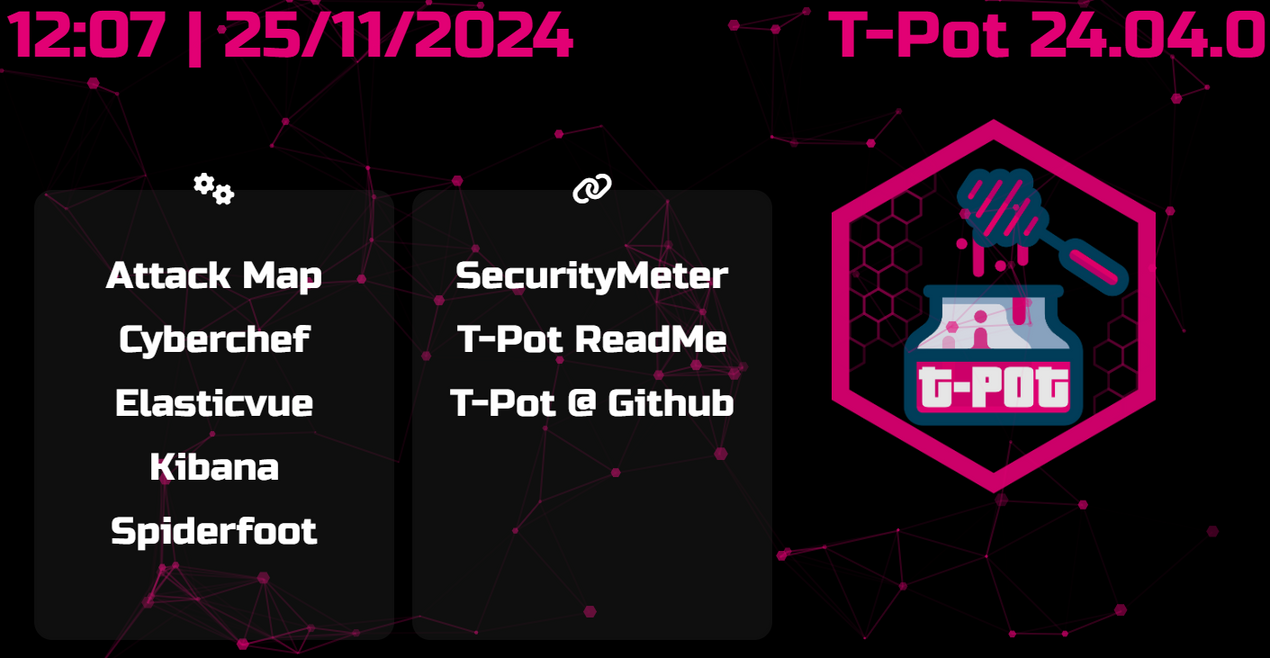 12:07 | 25/11/2024
T-Pot 24.04.0
Attack Map
Cyberchef
Elasticvue
Kibana
Spiderfoot
SecurityMeter
T-Pot ReadMe
T-Pot @ Github
t-POt